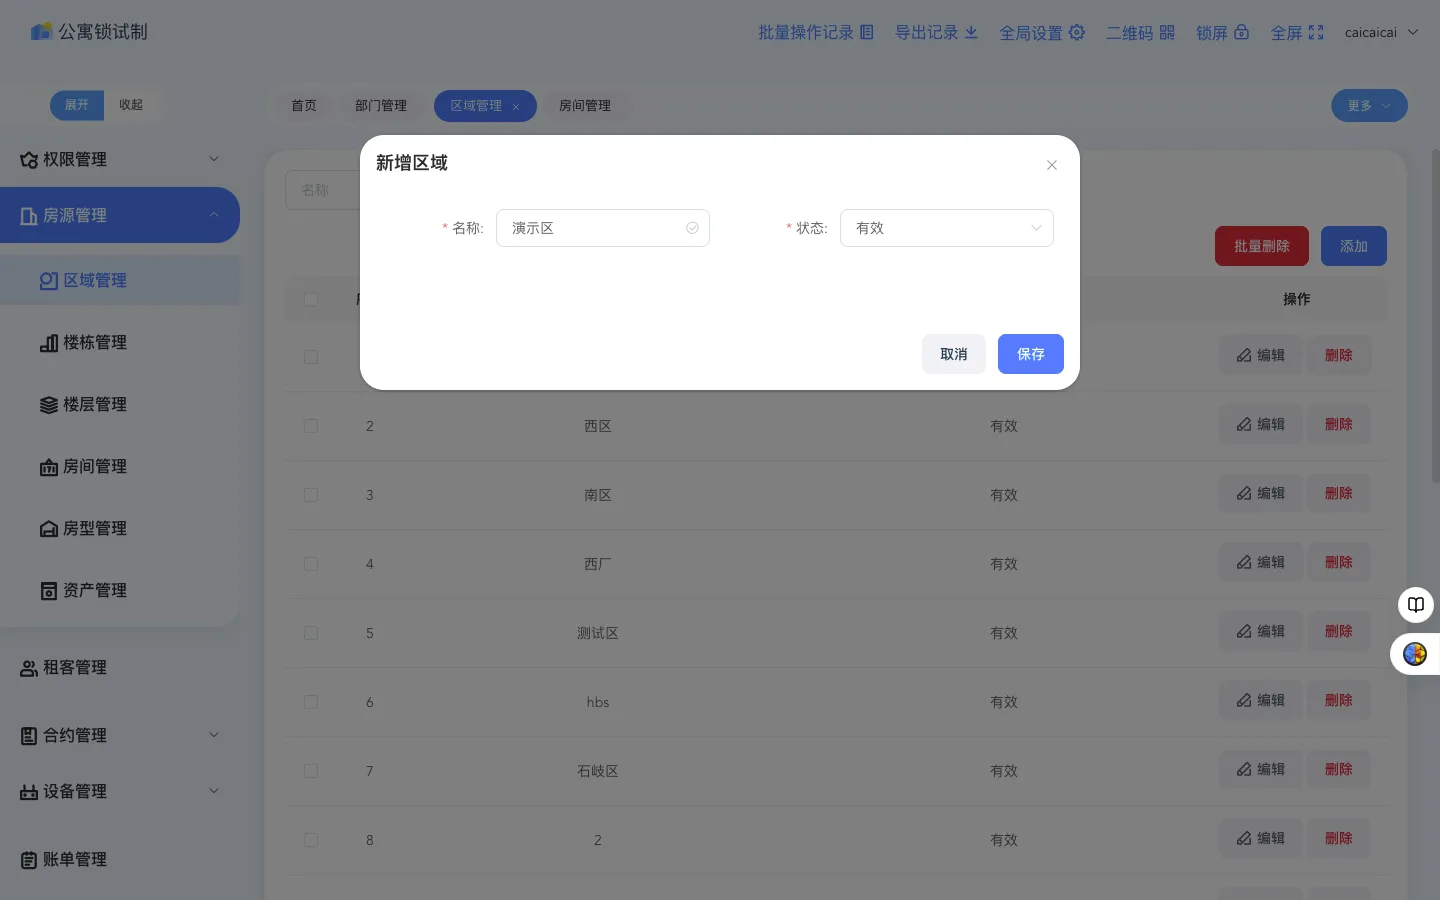 公寓锁试制
批量操作记录 导出记录 全局设置 二维码 锁屏 全屏 caicaicai
展开 收起
首页 部门管理 区域管理 房间管理 更多
权限管理
房源管理
区域管理
楼栋管理
楼层管理
房间管理
房型管理
资产管理
租客管理
合约管理
设备管理
账单管理
新增区域
* 名称: 演示区 * 状态: 有效
取消 保存
名称
批量删除 添加
操作
编辑 删除
2 西区 有效 编辑 删除
3 南区 有效 编辑 删除
4 西厂 有效 编辑 删除
5 测试区 有效 编辑 删除
6 hbs 有效 编辑 删除
7 石岐区 有效 编辑 删除
8 2 有效 编辑 删除